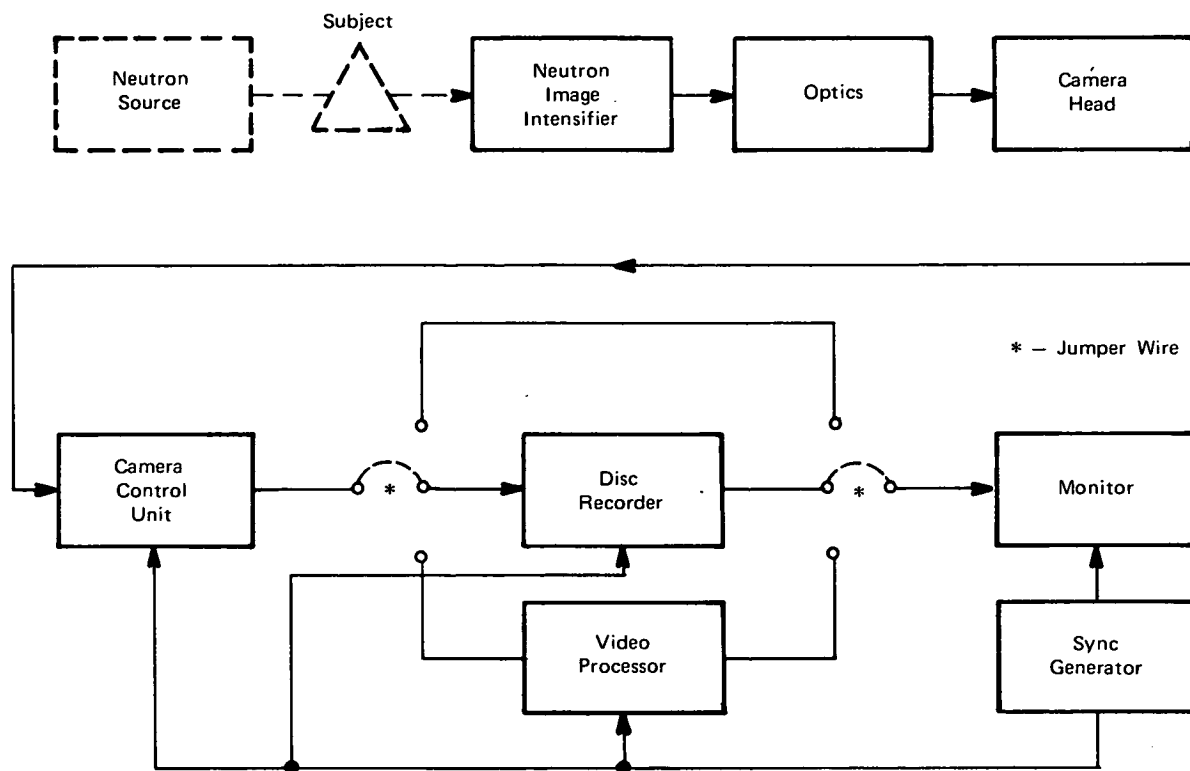 Subject
Neutron
Source
Neutron
Image
Intensifier
Optics
Camera
Head
* – Jumper Wire
Camera
Control
Unit
*
Disc
Recorder
*
Monitor
Video
Processor
Sync
Generator